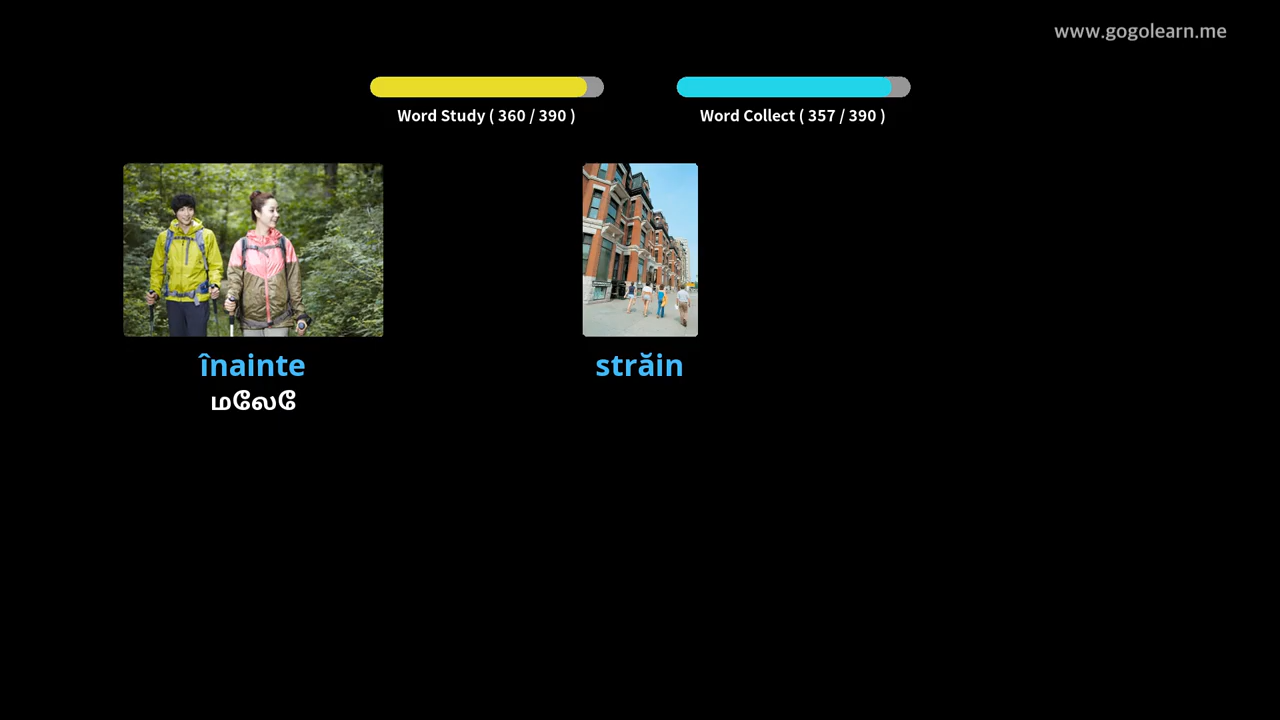 www.gogolearn.me
Word Study ( 360 / 390 )
Word Collect ( 357 / 390 )
înainte
மலேே
străin